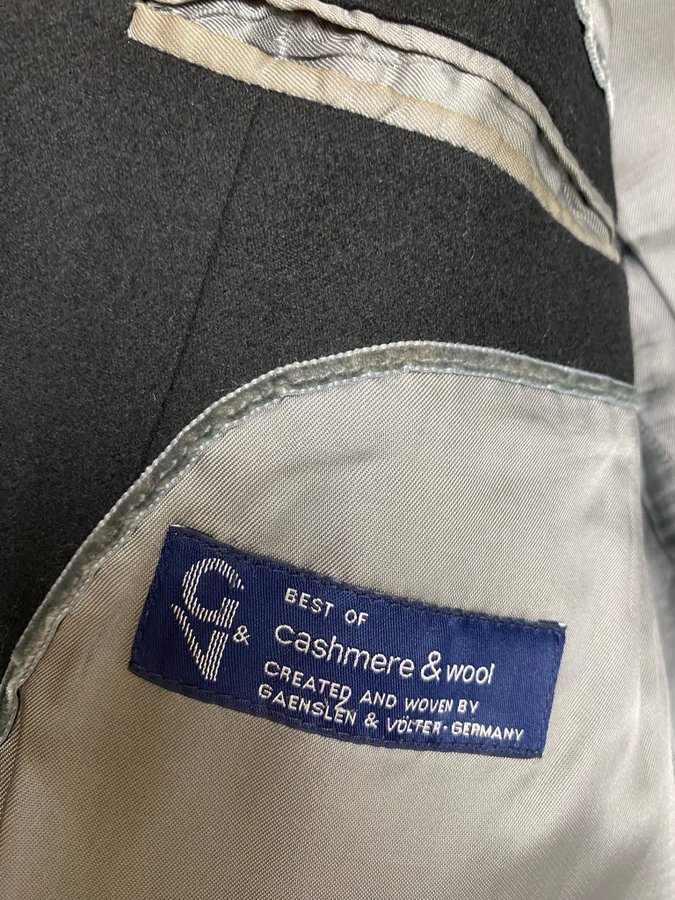 G
&
V
BEST OF
cashmere & wool
CREATED AND WOVEN BY
GAENSLEN & VÖLTER · GERMANY